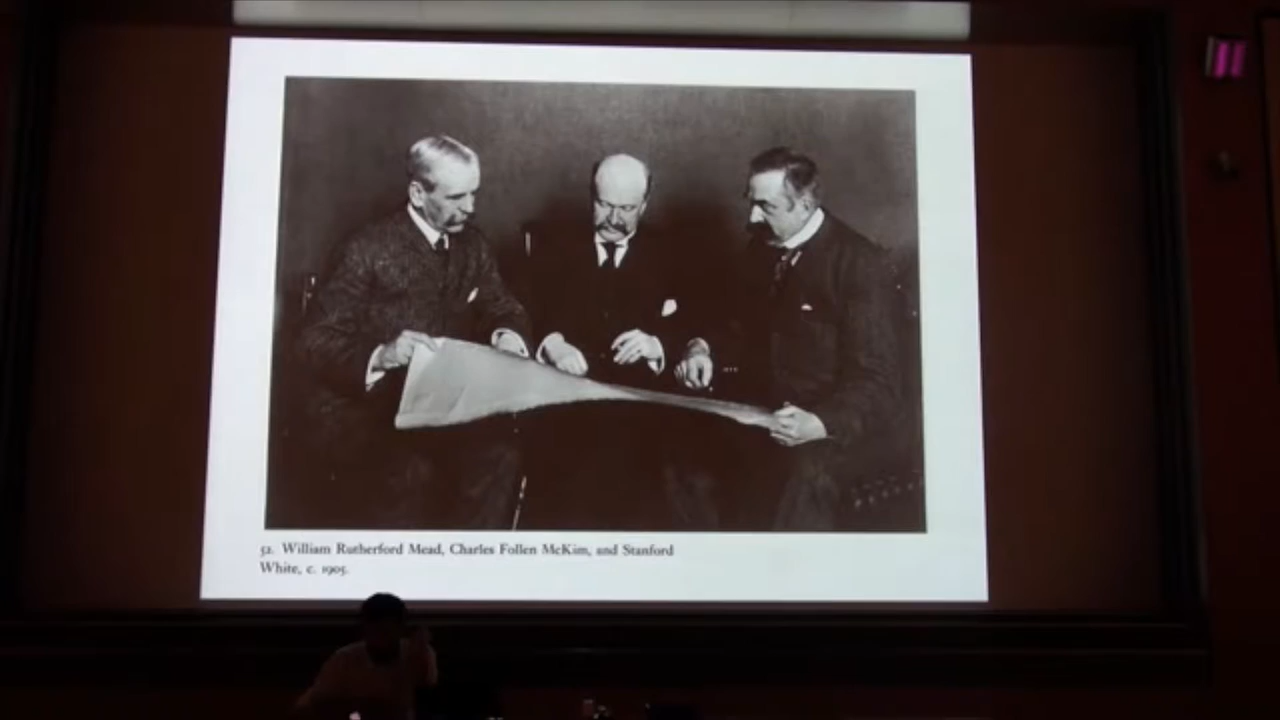 52. William Rutherford Mead, Charles Follen McKim, and Stanford
White, c. 1905.